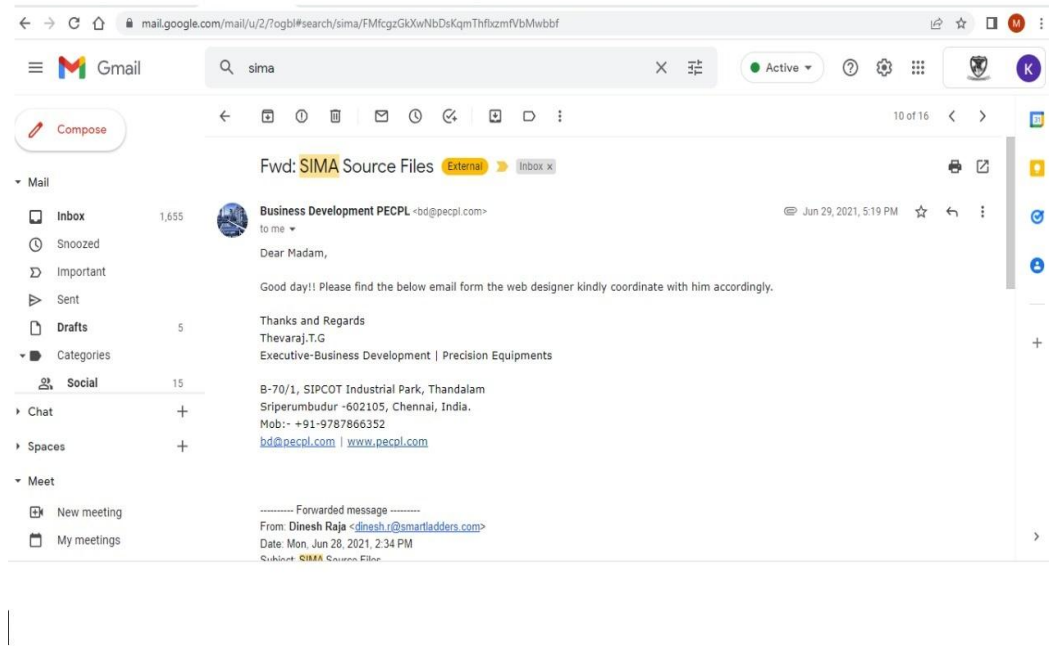 mail.google.com/mail/u/2/?ogbl#search/sima/FMfcgzGkXwNbDsKqmThflxzmfVbMwbbf
M
Gmail
sima
Active
K
Compose
10 of 16
31
Fwd: SIMA Source Files External Inbox x
Mail
Inbox 1,655
Snoozed
Important
Sent
Drafts 5
Categories
Social 15
Chat
Spaces
Meet
New meeting
My meetings
Business Development PECPL <bd@pecpl.com>
Jun 29, 2021, 5:19 PM
to me
Dear Madam,
Good day!! Please find the below email form the web designer kindly coordinate with him accordingly.
Thanks and Regards
Thevaraj.T.G
Executive-Business Development | Precision Equipments
B-70/1, SIPCOT Industrial Park, Thandalam
Sriperumbudur -602105, Chennai, India.
Mob:- +91-9787866352
bd@pecpl.com | www.pecpl.com
---------- Forwarded message ---------
From: Dinesh Raja <dinesh.r@smartladders.com>
Date: Mon, Jun 28, 2021, 2:34 PM
Subject: SIMA Source Files